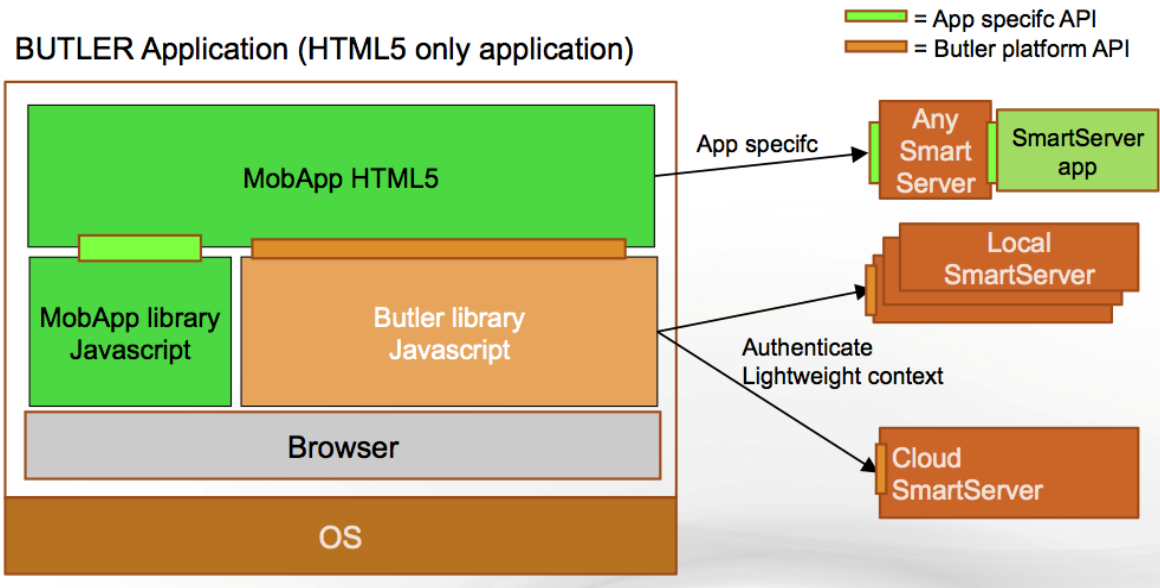 = App specifc API
= Butler platform API
BUTLER Application (HTML5 only application)
MobApp HTML5
App specifc
Any
Smart
Server
SmartServer
app
Local
SmartServer
MobApp library
Javascript
Butler library
Javascript
Authenticate
Lightweight context
Browser
Cloud
SmartServer
OS